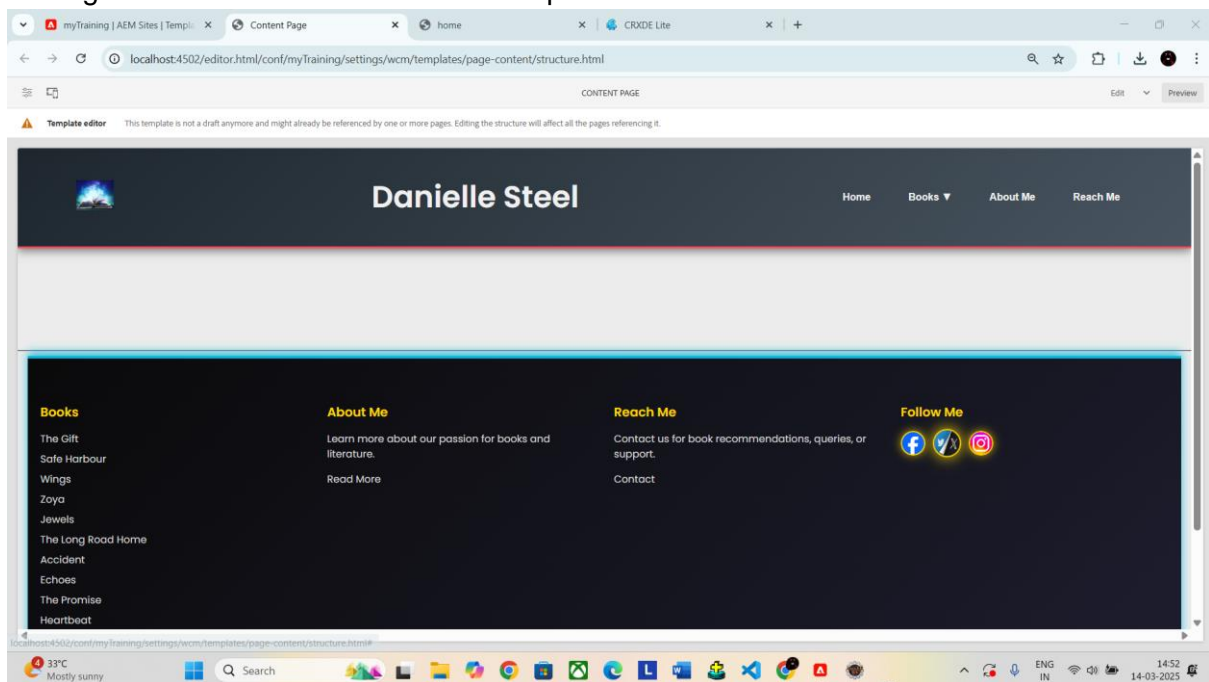 myTraining | AEM Sites | Templa
Content Page
home
CRXDE Lite
localhost:4502/editor.html/conf/myTraining/settings/wcm/templates/page-content/structure.html
CONTENT PAGE
Edit
Preview
Template editor This template is not a draft anymore and might already be referenced by one or more pages. Editing the structure will affect all the pages referencing it.
Danielle Steel
Home Books ▼ About Me Reach Me
Books
The Gift
Safe Harbour
Wings
Zoya
Jewels
The Long Road Home
Accident
Echoes
The Promise
Heartbeat
About Me
Learn more about our passion for books and
literature.
Read More
Reach Me
Contact us for book recommendations, queries, or
support.
Contact
Follow Me
localhost:4502/conf/myTraining/settings/wcm/templates/page-content/structure.html#
4
33°C
Mostly sunny
Search
ENG
IN
14:52
14-03-2025